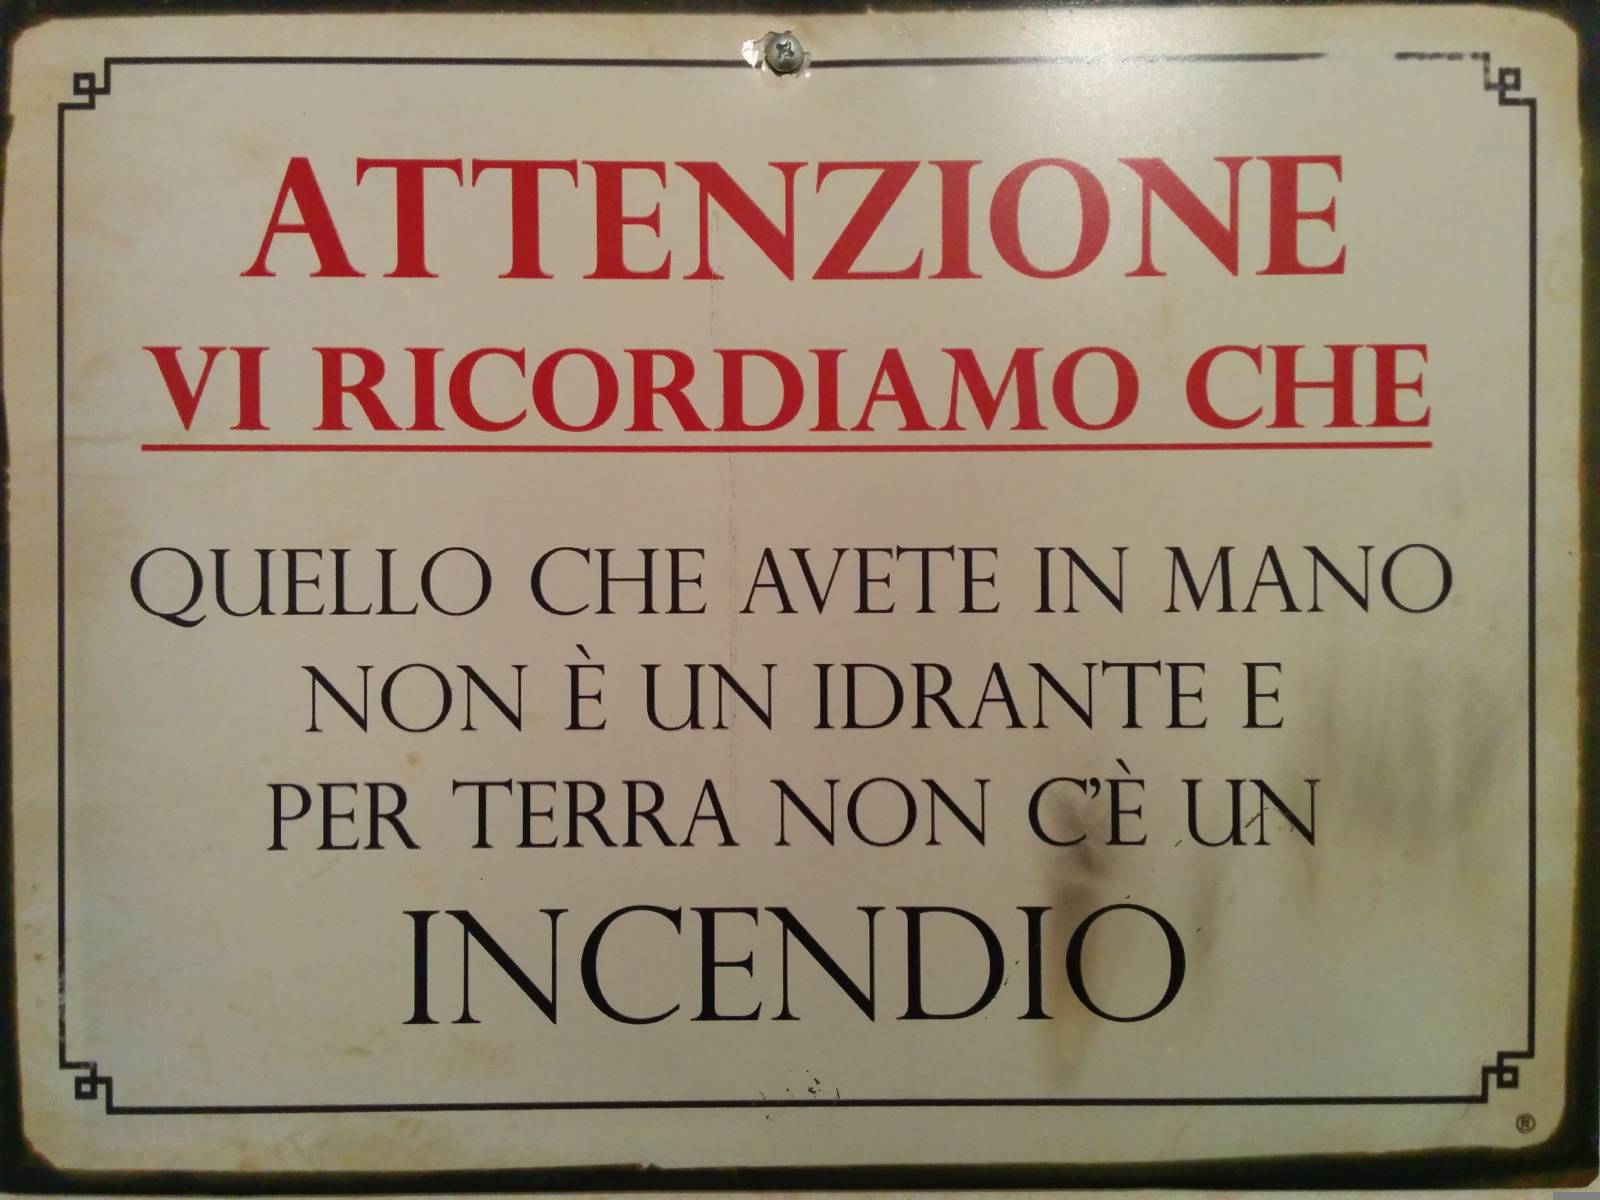 ATTENZIONE
VI RICORDIAMO CHE
QUELLO CHE AVETE IN MANO
NON È UN IDRANTE E
PER TERRA NON C'È UN
INCENDIO
®